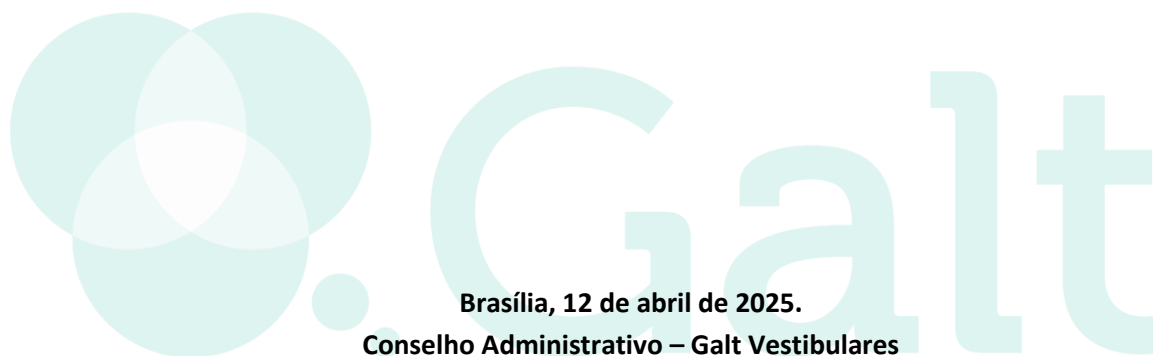 .Galt
Brasília, 12 de abril de 2025.
Conselho Administrativo – Galt Vestibulares